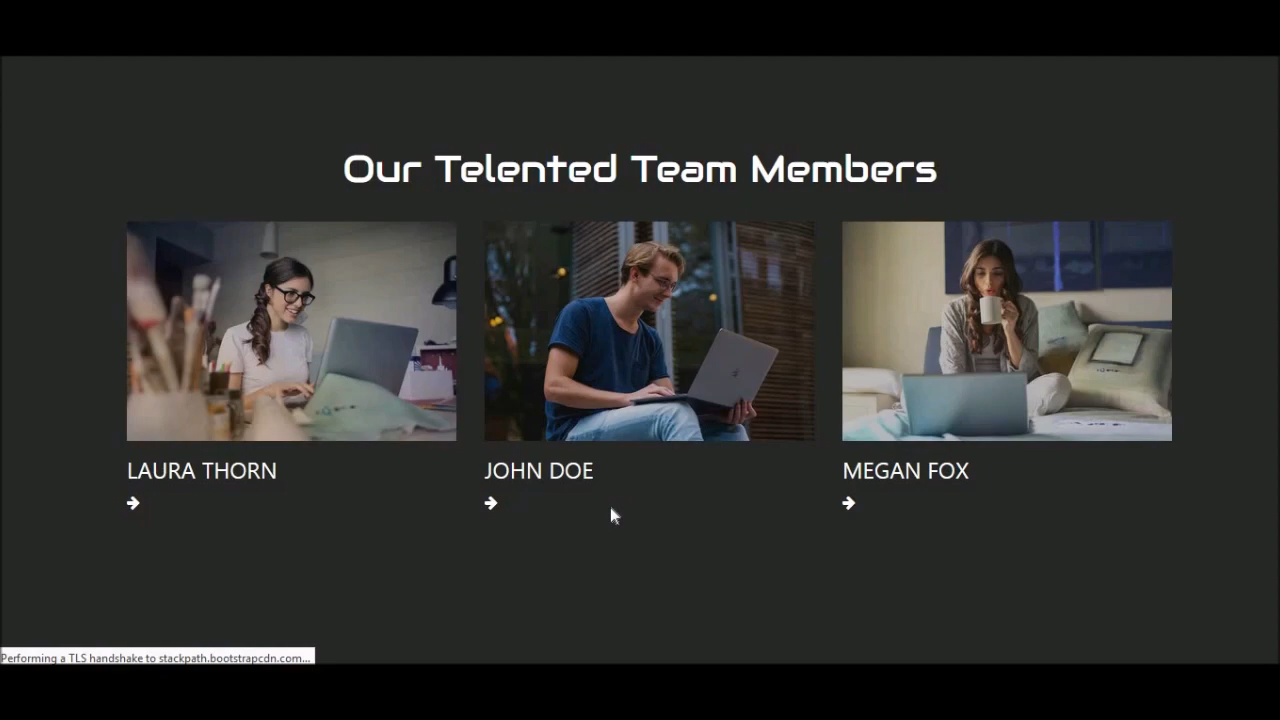 Our Telented Team Members
LAURA THORN
JOHN DOE
MEGAN FOX
Performing a TLS handshake to stackpath.bootstrapcdn.com...